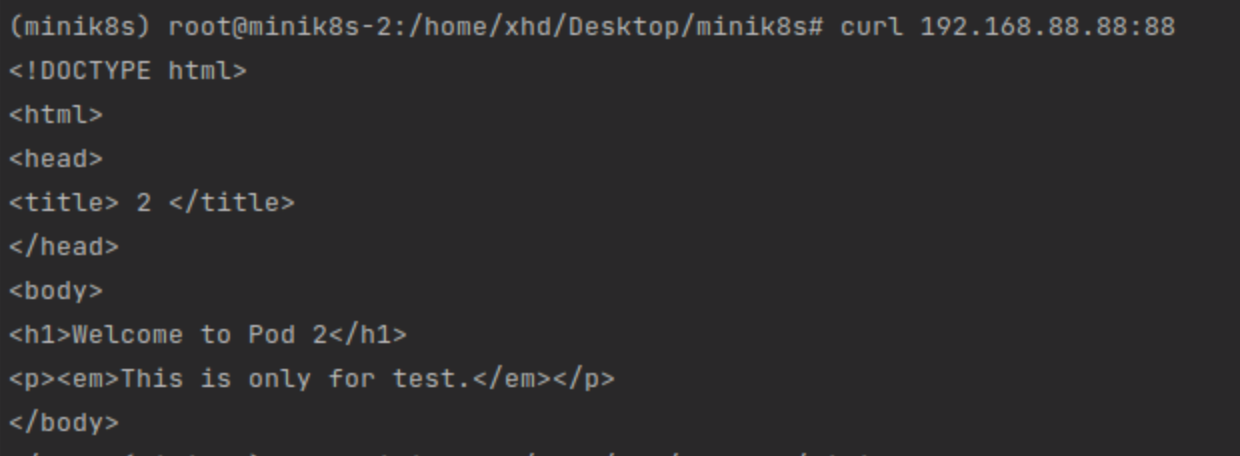 (minik8s) root@minik8s-2:/home/xhd/Desktop/minik8s# curl 192.168.88.88:88
<!DOCTYPE html>
<html>
<head>
<title> 2 </title>
</head>
<body>
<h1>Welcome to Pod 2</h1>
<p><em>This is only for test.</em></p>
</body>